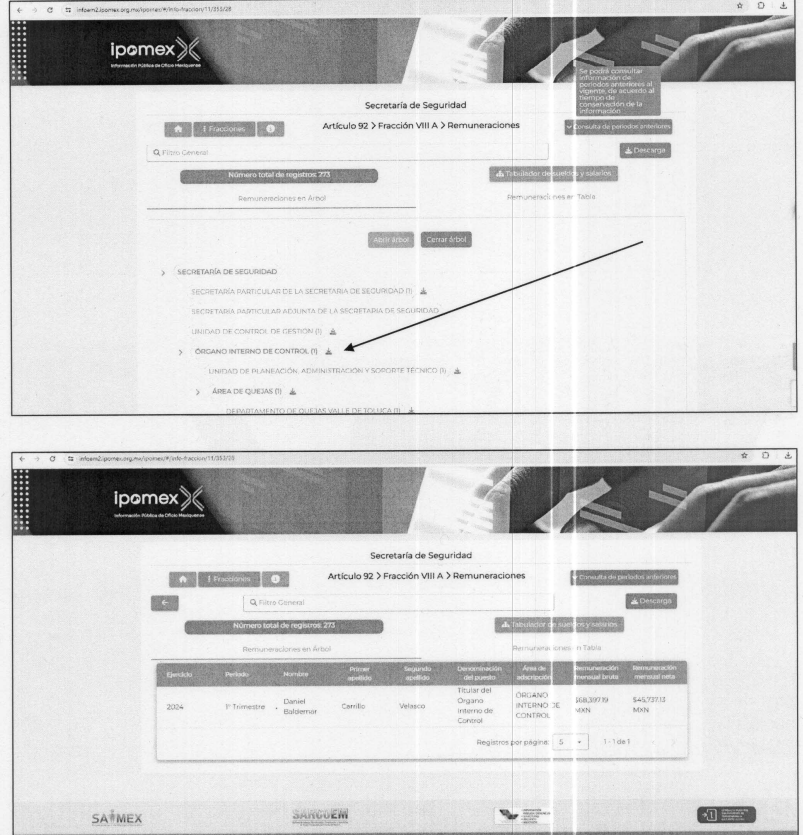 infoem2.ipomex.org.mx/ipomex/#/info-fraccion/11/353/28
ipomex
Información Pública de Oficio Mexiquense
Se podrá consultar
información de
periodos anteriores al
vigente, de acuerdo al
tiempo de
conservación de la
información
Secretaría de Seguridad
Fracciones
Artículo 92 > Fracción VIII A > Remuneraciones
Consulta de periodos anteriores
Filtro General
Descarga
Número total de registros: 273
Tabulador de sueldos y salarios
Remuneraciones en Árbol
Remuneraciones en Tabla
Abrir árbol
Cerrar árbol
> SECRETARÍA DE SEGURIDAD
SECRETARÍA PARTICULAR DE LA SECRETARIA DE SEGURIDAD (1)
SECRETARÍA PARTICULAR ADJUNTA DE LA SECRETARIA DE SEGURIDAD
UNIDAD DE CONTROL DE GESTIÓN (1)
> ÓRGANO INTERNO DE CONTROL (1)
UNIDAD DE PLANEACIÓN, ADMINISTRACIÓN Y SOPORTE TÉCNICO (1)
> ÁREA DE QUEJAS (1)
DEPARTAMENTO DE QUEJAS VALLE DE TOLUCA (1)
infoem2.ipomex.org.mx/ipomex/#/info-fraccion/11/353/28
ipomex
Información Pública de Oficio Mexiquense
Secretaría de Seguridad
Fracciones
Artículo 92 > Fracción VIII A > Remuneraciones
Consulta de periodos anteriores
Filtro General
Descarga
Número total de registros: 273
Tabulador de sueldos y salarios
Remuneraciones en Árbol
Remuneraciones en Tabla
Ejercicio Periodo Nombre Primer apellido Segundo apellido Denominación del puesto Área de adscripción Remuneración mensual bruta Remuneración mensual neta
2024 1º Trimestre Daniel Baldemar Carrillo Velasco Titular del Órgano Interno de Control ÓRGANO INTERNO DE CONTROL $68,397.19 MXN $45,737.13 MXN
Registros por página: 5 1 - 1 de 1
SAIMEX
SARCOEM